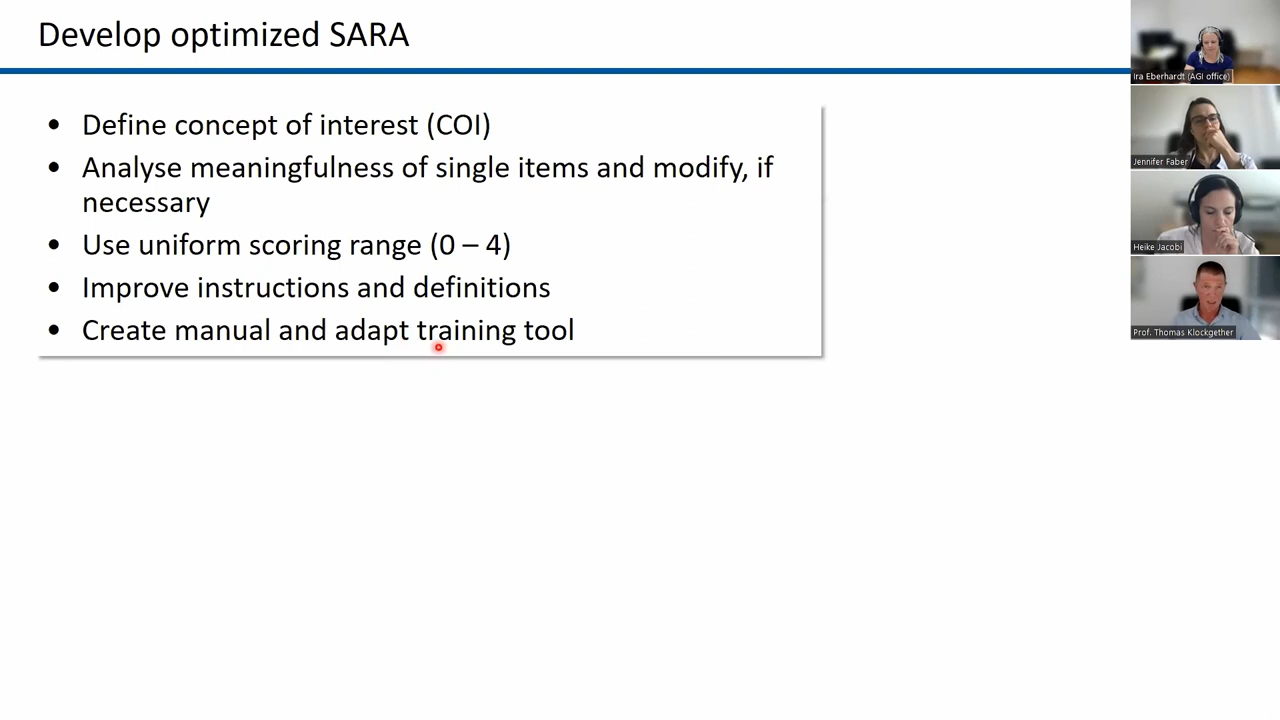 Develop optimized SARA
• Define concept of interest (COI)
• Analyse meaningfulness of single items and modify, if
necessary
• Use uniform scoring range (0 – 4)
• Improve instructions and definitions
• Create manual and adapt training tool
Ira Eberhardt (AGI office)
Jennifer Faber
Heike Jacobi
Prof. Thomas Klockgether